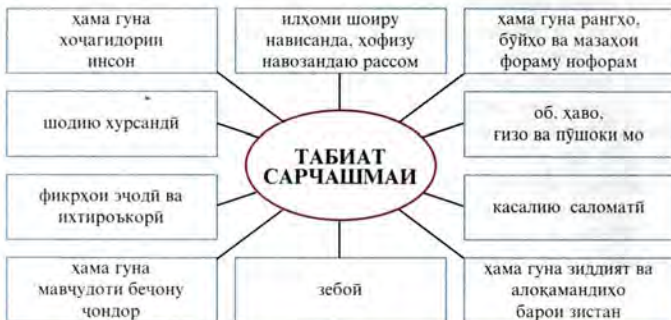 ҳама гуна
хоҷагидории
инсон
илҳоми шоиру
нависанда, ҳофизу
навозандаю рассом
ҳама гуна рангҳо,
бӯйҳо ва мазаҳои
фораму нофорам
шодию хурсандӣ
ТАБИАТ
САРЧАШМАИ
об, ҳаво,
ғизо ва пӯшоки мо
фикрҳои эҷодӣ ва
ихтироъкорӣ
касалию саломатӣ
ҳама гуна
мавҷудоти беҷону
ҷондор
зебоӣ
ҳама гуна зиддият ва
алоқамандиҳо
барои зистан